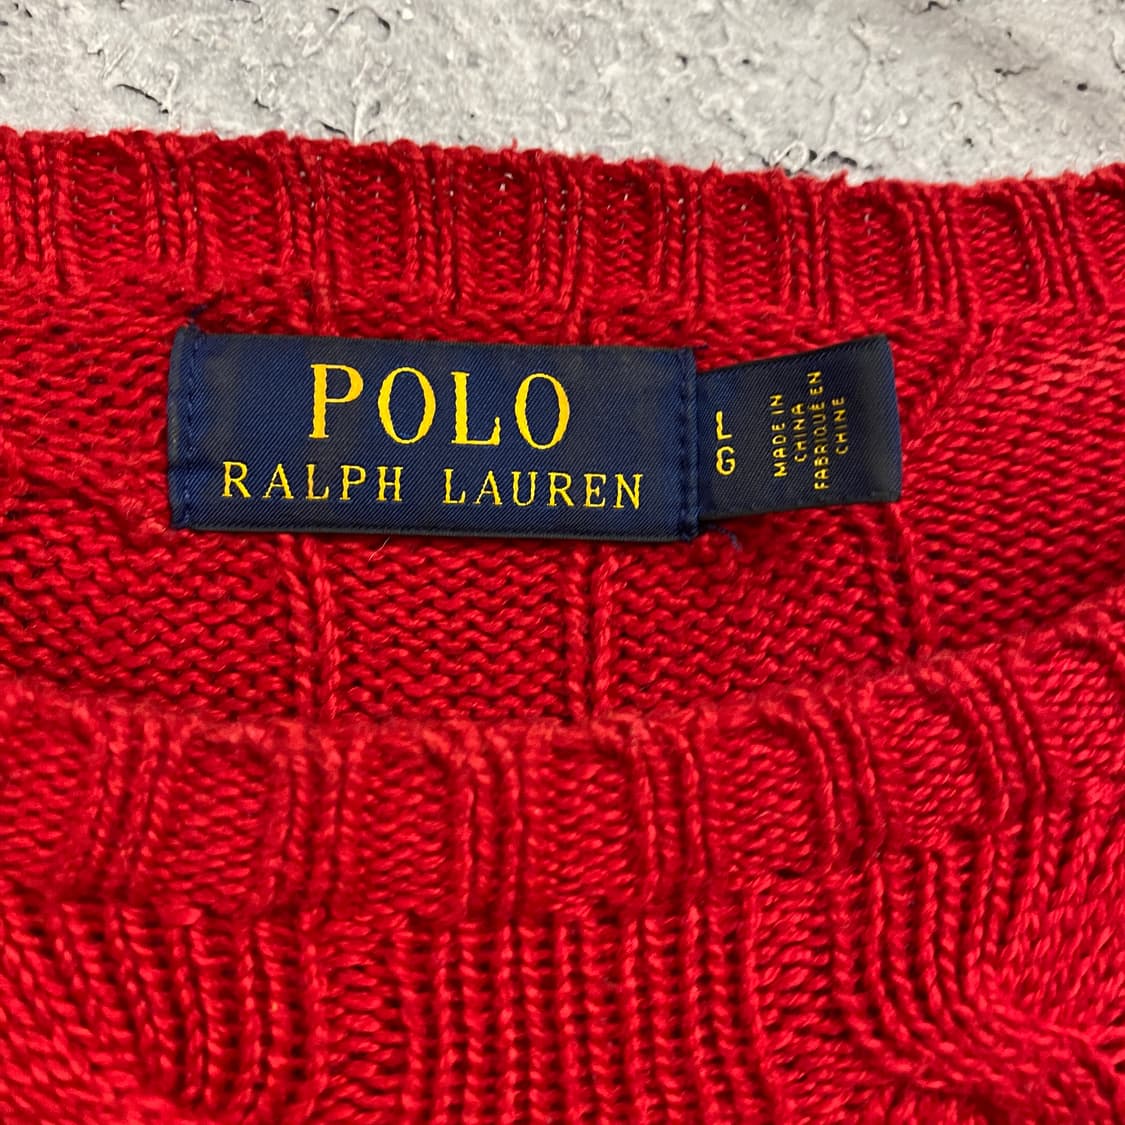 POLO
RALPH LAUREN
L G
MADE IN
CHINA
FABRIQUÉ EN
CHINE